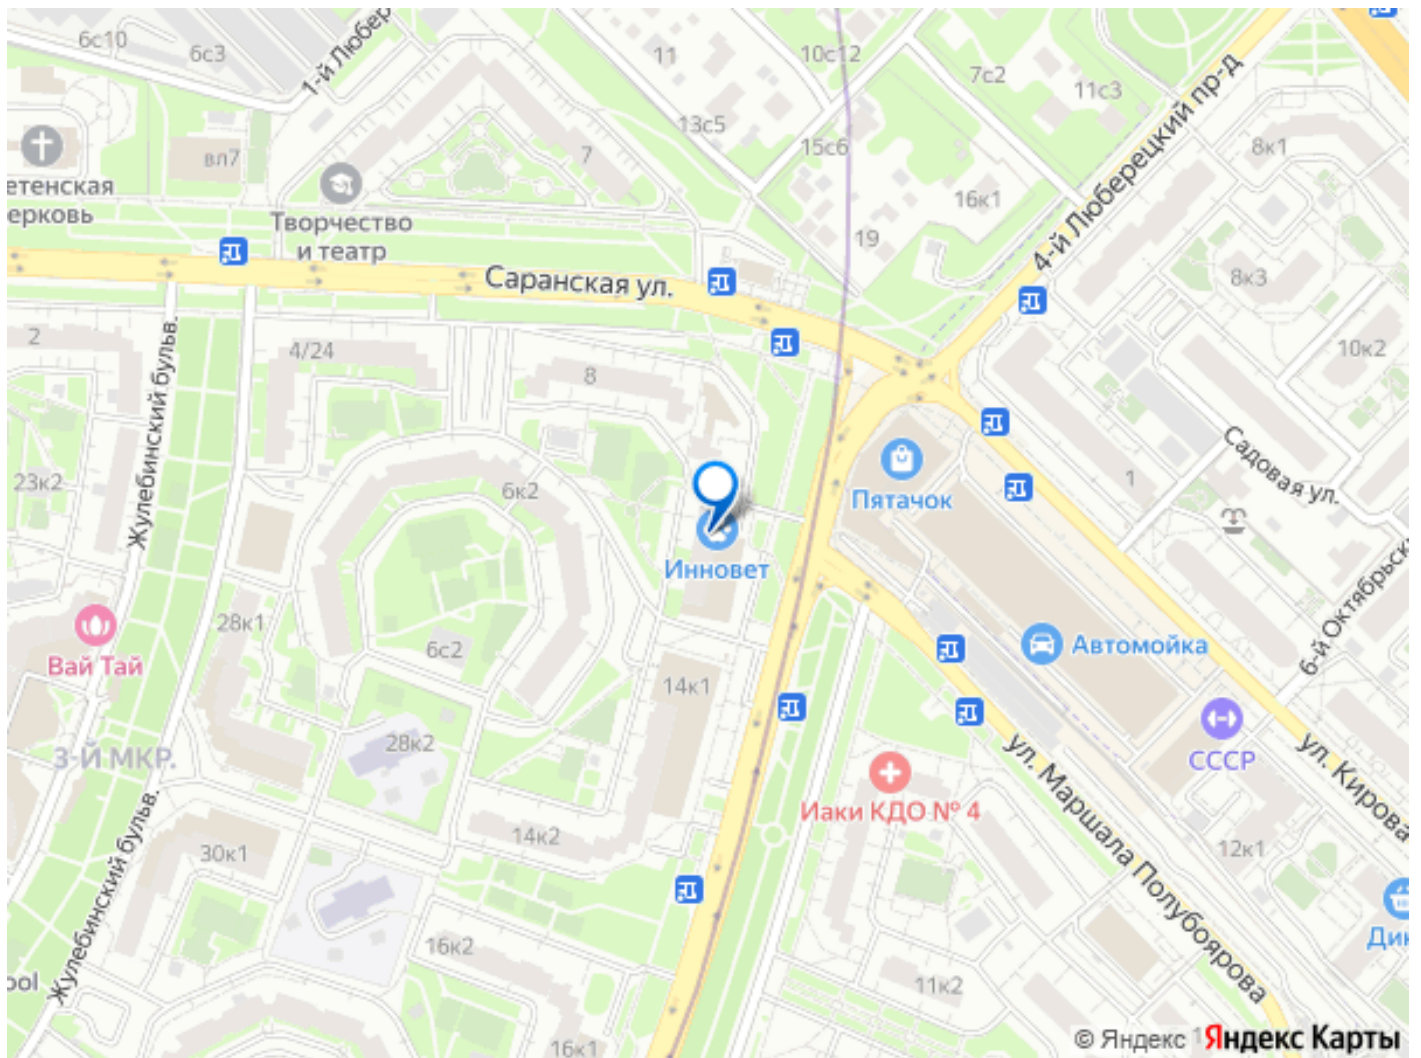 6с10
6с3
1-й Любер
11
10с12
7с2
11с3
4-й Люберецкий пр-д
13с5
15с6
8к1
вл7
7
етенская
ерковь
Творчество
и театр
16к1
19
8к3
Саранская ул.
2
4/24
8
10к2
Жулебинский бульв.
23к2
6к2
Пятачок
1
Садовая ул.
Инновет
6-й Октябрьск
28к1
6с2
Вай Тай
14к1
Автомойка
3-Й МКР.
28к2
СССР
ул. Кирова
ул. Маршала Полубоярова
Иаки КДО № 4
14к2
30к1
12к1
Жулебинский бульв.
16к2
Дик
ool
11к2
16к1
© Яндекс
1
Яндекс Карты